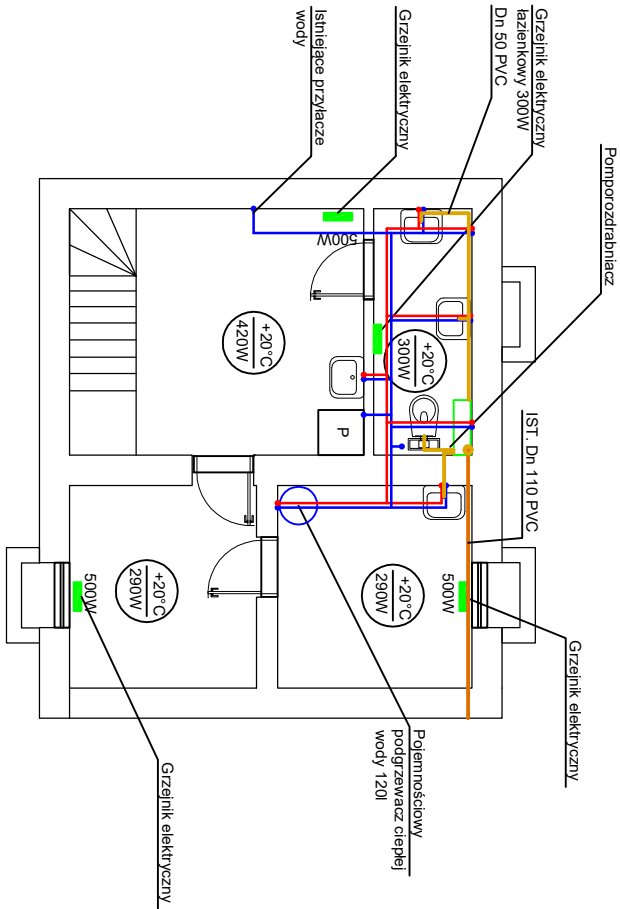 Istniejące przyłacze
wody
Grzejnik elektryczny
Grzejnik elektryczny
łazienkowy 300W
Dn 50 PVC
Pomporozdrabniacz
500W
+20°C
420W
+20°C
300W
P
IST. Dn 110 PVC
+20°C
290W
500W
+20°C
290W
500W
Grzejnik elektryczny
Pojemnościowy
podgrzewacz ciepłej
wody 120l
Grzejnik elektryczny